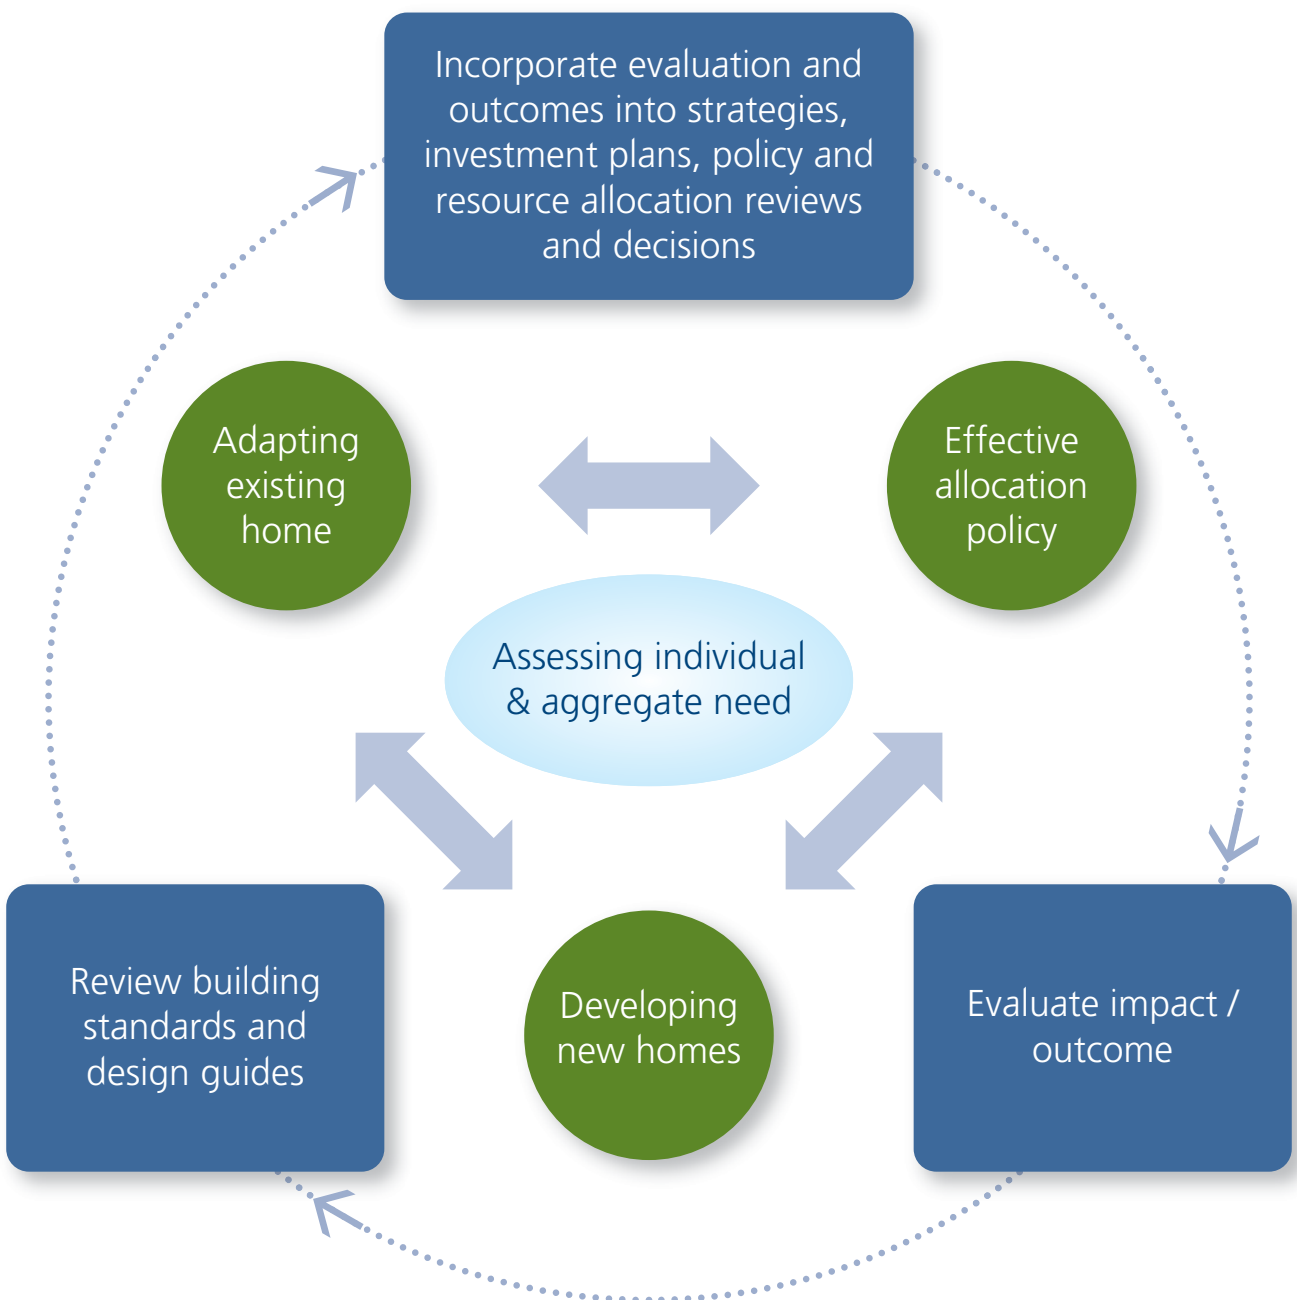 Incorporate evaluation and
outcomes into strategies,
investment plans, policy and
resource allocation reviews
and decisions
Adapting
existing
home
Effective
allocation
policy
Assessing individual
& aggregate need
Review building
standards and
design guides
Developing
new homes
Evaluate impact /
outcome